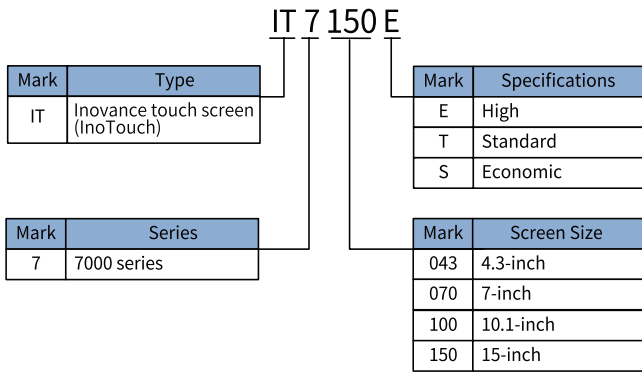 IT 7 150 E
Mark Type
IT Inovance touch screen
(InoTouch)
Mark Specifications
E High
T Standard
S Economic
Mark Series
7 7000 series
Mark Screen Size
043 4.3-inch
070 7-inch
100 10.1-inch
150 15-inch